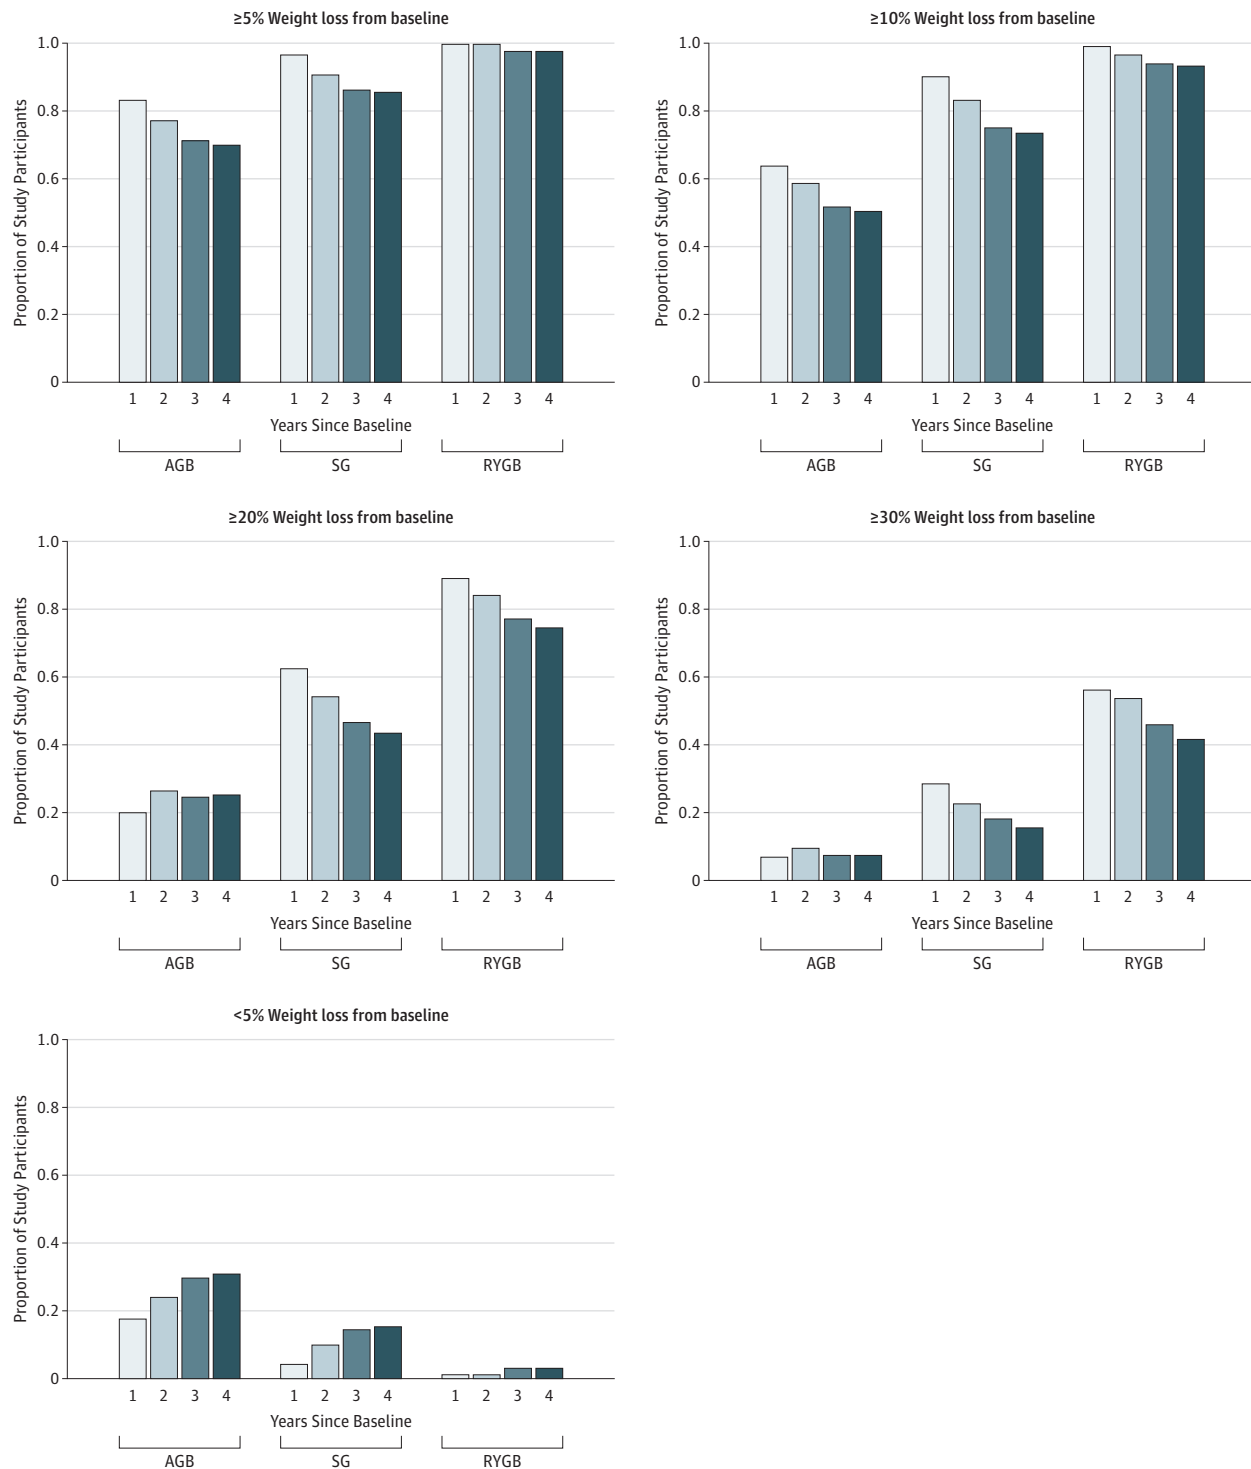 ≥5% Weight loss from baseline
1.0
0.8
0.6
0.4
0.2
0
Proportion of Study Participants
1 2 3 4 1 2 3 4 1 2 3 4
Years Since Baseline
AGB SG RYGB
≥10% Weight loss from baseline
1.0
0.8
0.6
0.4
0.2
0
Proportion of Study Participants
1 2 3 4 1 2 3 4 1 2 3 4
Years Since Baseline
AGB SG RYGB
≥20% Weight loss from baseline
1.0
0.8
0.6
0.4
0.2
0
Proportion of Study Participants
1 2 3 4 1 2 3 4 1 2 3 4
Years Since Baseline
AGB SG RYGB
≥30% Weight loss from baseline
1.0
0.8
0.6
0.4
0.2
0
Proportion of Study Participants
1 2 3 4 1 2 3 4 1 2 3 4
Years Since Baseline
AGB SG RYGB
<5% Weight loss from baseline
1.0
0.8
0.6
0.4
0.2
0
Proportion of Study Participants
1 2 3 4 1 2 3 4 1 2 3 4
Years Since Baseline
AGB SG RYGB